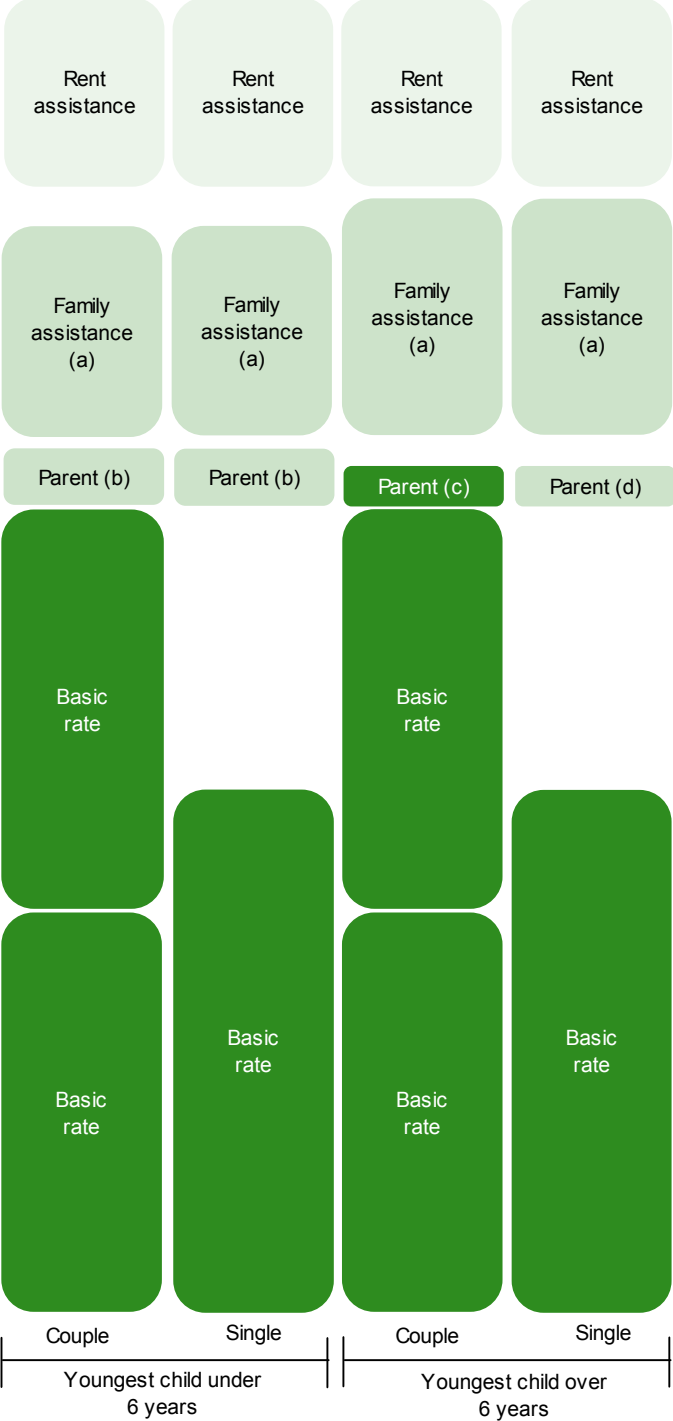 Rent
assistance
Rent
assistance
Rent
assistance
Rent
assistance
Family
assistance
(a)
Family
assistance
(a)
Family
assistance
(a)
Family
assistance
(a)
Parent (b)
Parent (b)
Parent (c)
Parent (d)
Basic
rate
Basic
rate
Basic
rate
Basic
rate
Basic
rate
Basic
rate
Couple
Single
Couple
Single
Youngest child under
6 years
Youngest child over
6 years